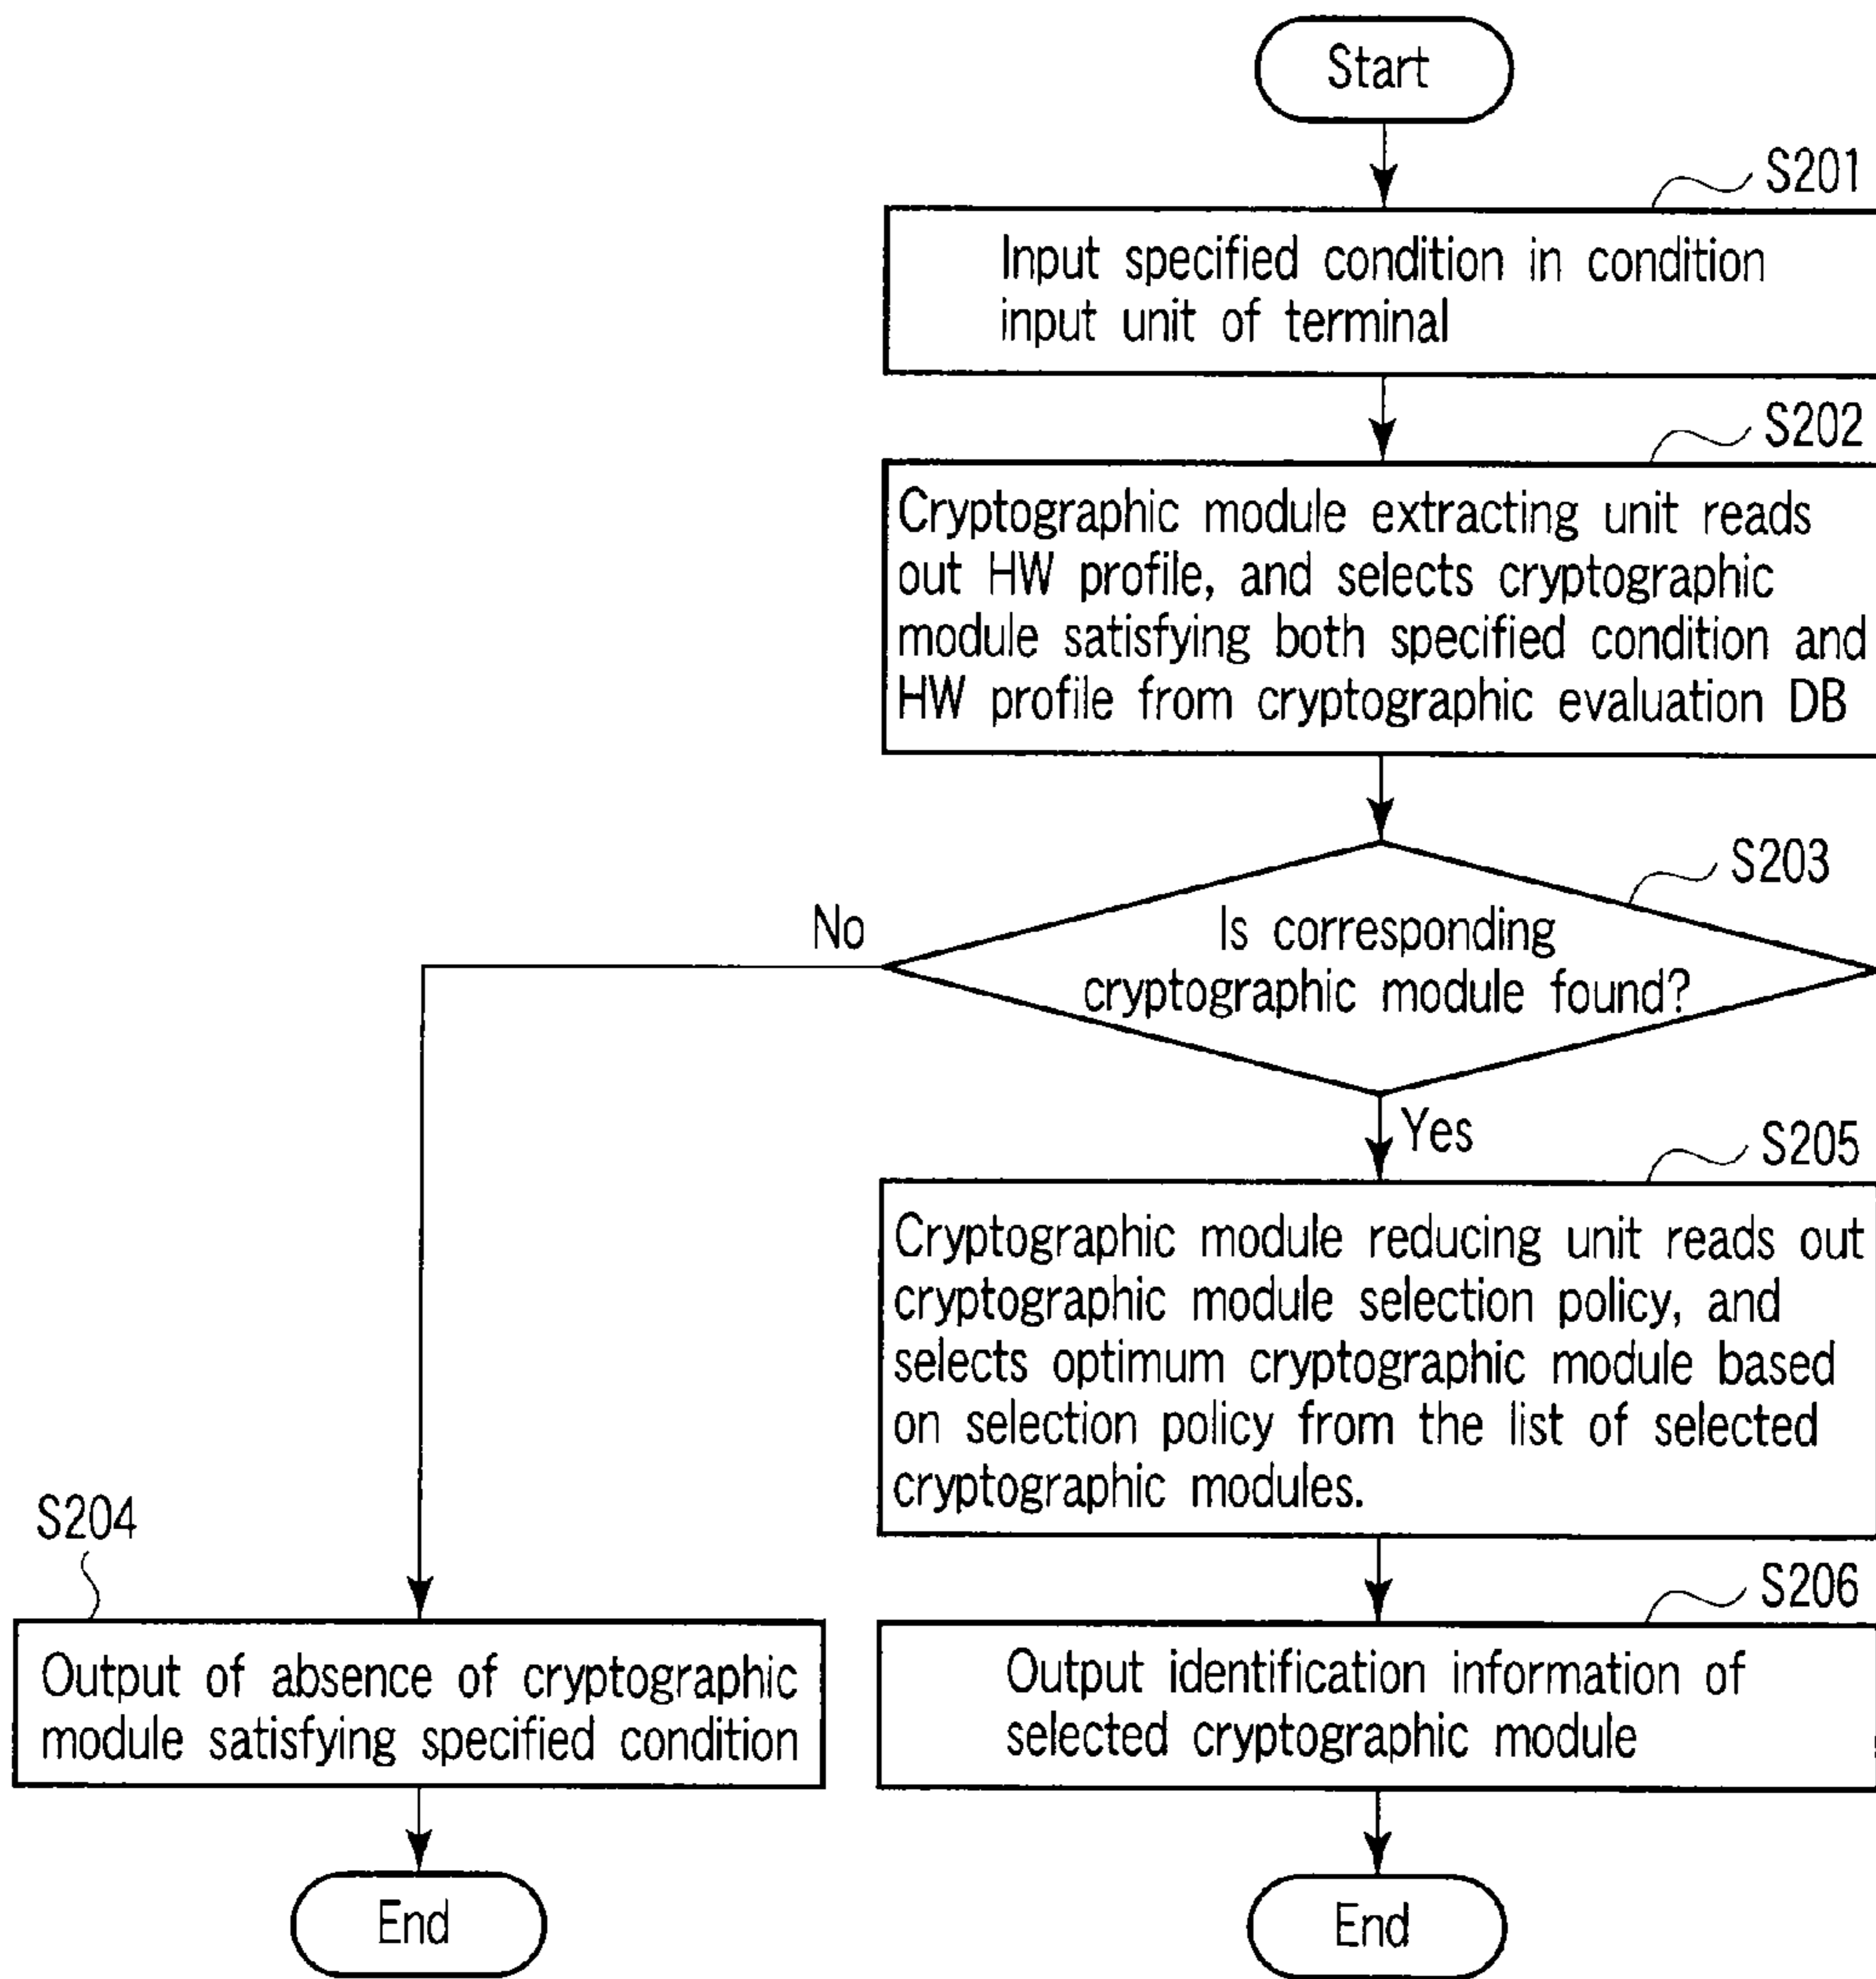 Start
S201
Input specified condition in condition
input unit of terminal
S202
Cryptographic module extracting unit reads
out HW profile, and selects cryptographic
module satisfying both specified condition and
HW profile from cryptographic evaluation DB
S203
Is corresponding
cryptographic module found?
No
Yes
S205
Cryptographic module reducing unit reads out
cryptographic module selection policy, and
selects optimum cryptographic module based
on selection policy from the list of selected
cryptographic modules.
S204
Output of absence of cryptographic
module satisfying specified condition
End
S206
Output identification information of
selected cryptographic module
End